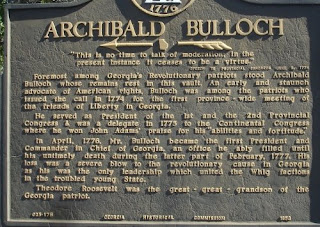 1776
ARCHIBALD BULLOCH
"This is no time to talk of moderation; in the
present instance it ceases to be a virtue."
Foremost among Georgia's Revolutionary patriots stood Archibald
Bulloch whose remains rest in this vault. An early and staunch
advocate of American rights, Bulloch was among the patriots who
issued the call in 1774 for the first province-wide meeting
of the friends of Liberty in Georgia.
He served as President of the 1st and the 2nd Provincial
Congress & was a delegate in 1775 to the Continental Congress
where he won John Adams' praise for his "abilities and fortitude."
In April, 1776, Mr. Bulloch became the first President and
Commander in Chief of Georgia, an office he ably filled until
his untimely death during the latter part of February, 1777. His
loss was a severe blow to the revolutionary cause in Georgia
as his was the only leadership which united the Whig factions
in the troubled young State.
Theodore Roosevelt was the great-great-grandson of the
Georgia patriot.
GEORGIA HISTORICAL COMMISSION